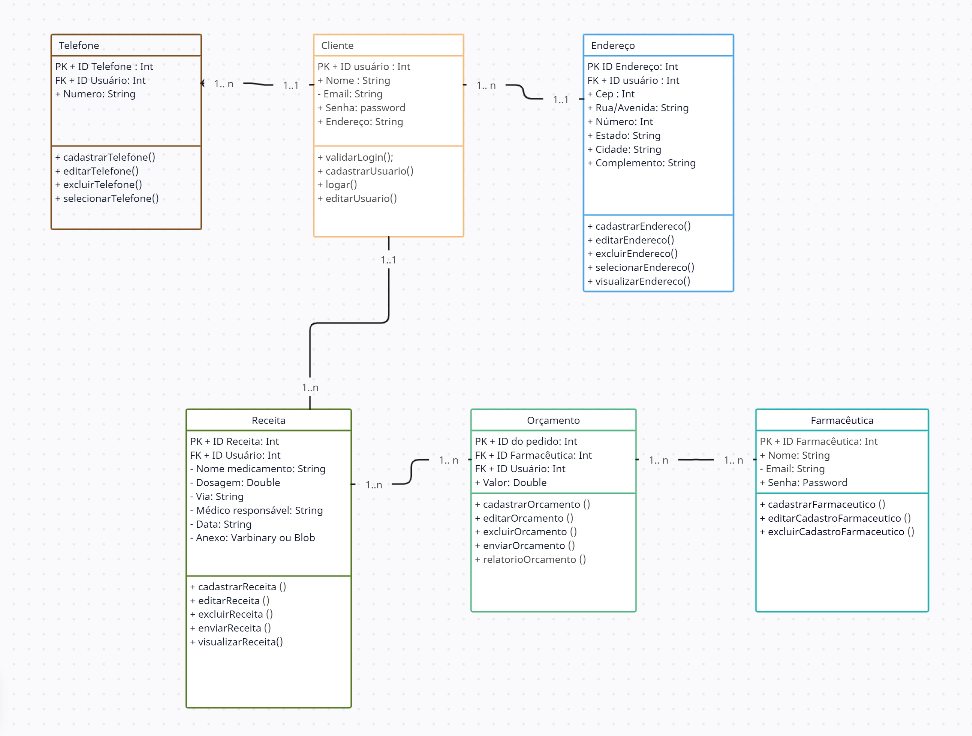 Telefone
PK + ID Telefone : Int
FK + ID Usuário: Int
+ Numero: String
+ cadastrarTelefone()
+ editarTelefone()
+ excluirTelefone()
+ selecionarTelefone()
1.. n
1..1
Cliente
PK + ID usuário : Int
+ Nome : String
- Email: String
+ Senha: password
+ Endereço: String
+ validarLogin();
+ cadastrarUsuario()
+ logar()
+ editarUsuario()
1.. n
1..1
Endereço
PK ID Endereço: Int
FK + ID usuário : Int
+ Cep : Int
+ Rua/Avenida: String
+ Número: Int
+ Estado: String
+ Cidade: String
+ Complemento: String
+ cadastrarEndereco()
+ editarEndereco()
+ excluirEndereco()
+ selecionarEndereco()
+ visualizarEndereco()
1..1
1..n
Receita
PK + ID Receita: Int
FK + ID Usuário: Int
- Nome medicamento: String
- Dosagem: Double
- Via: String
- Médico responsável: String
- Data: String
- Anexo: Varbinary ou Blob
+ cadastrarReceita ()
+ editarReceita ()
+ excluirReceita ()
+ enviarReceita ()
+ visualizarReceita()
1..n
1.. n
Orçamento
PK + ID do pedido: Int
FK + ID Farmacêutica: Int
FK + ID Usuário: Int
+ Valor: Double
+ cadastrarOrcamento ()
+ editarOrcamento ()
+ excluirOrcamento ()
+ enviarOrcamento ()
+ relatorioOrcamento ()
1.. n
1.. n
Farmacêutica
PK + ID Farmacêutica: Int
+ Nome: String
- Email: String
+ Senha: Password
+ cadastrarFarmaceutico ()
+ editarCadastroFarmaceutico ()
+ excluirCadastroFarmaceutico ()